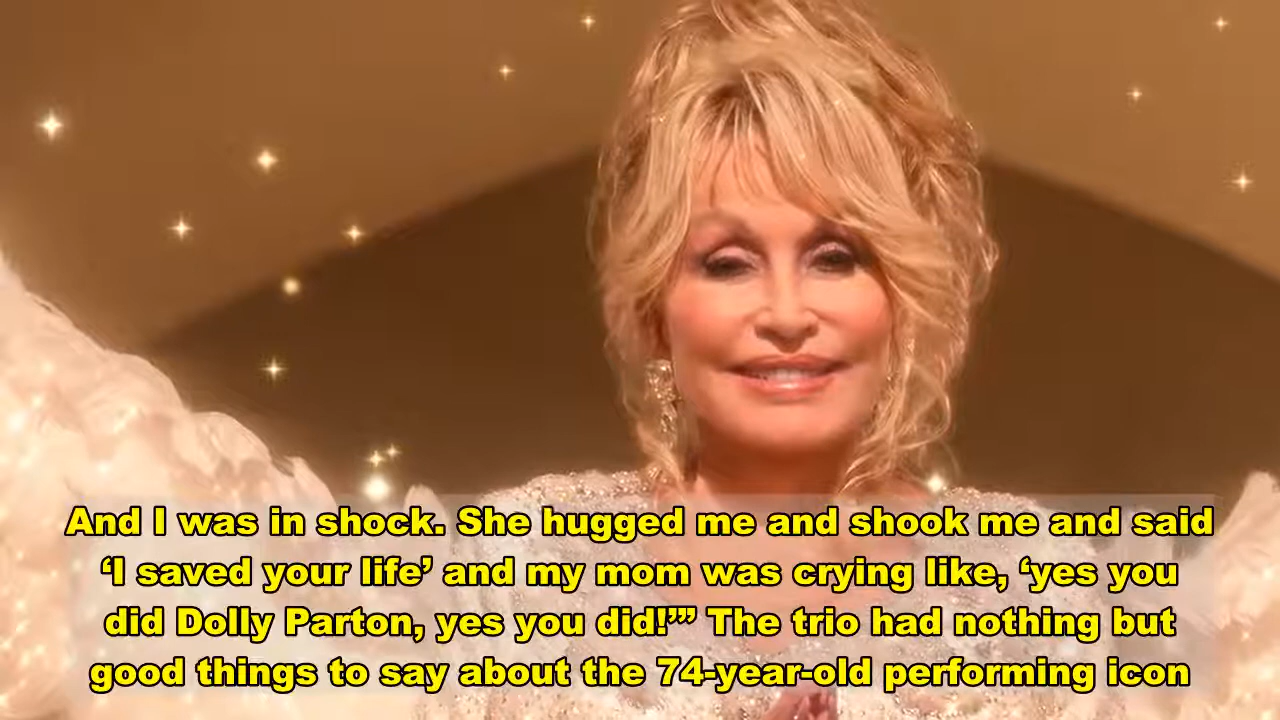 And I was in shock. She hugged me and shook me and said
‘I saved your life’ and my mom was crying like, ‘yes you
did Dolly Parton, yes you did!’” The trio had nothing but
good things to say about the 74-year-old performing icon